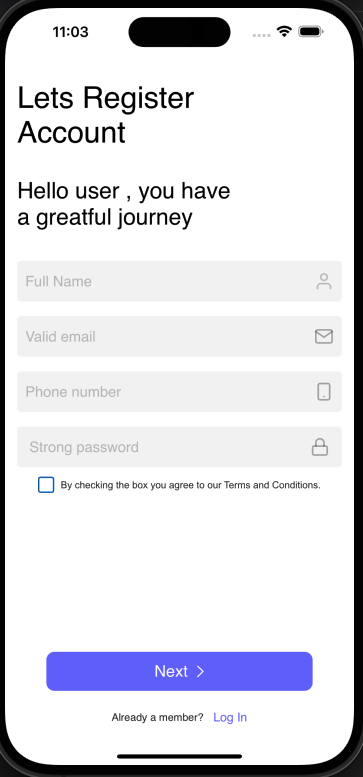 11:03
Lets Register
Account
Hello user , you have
a greatful journey
Full Name
Valid email
Phone number
Strong password
By checking the box you agree to our Terms and Conditions.
Next
Already a member? Log In